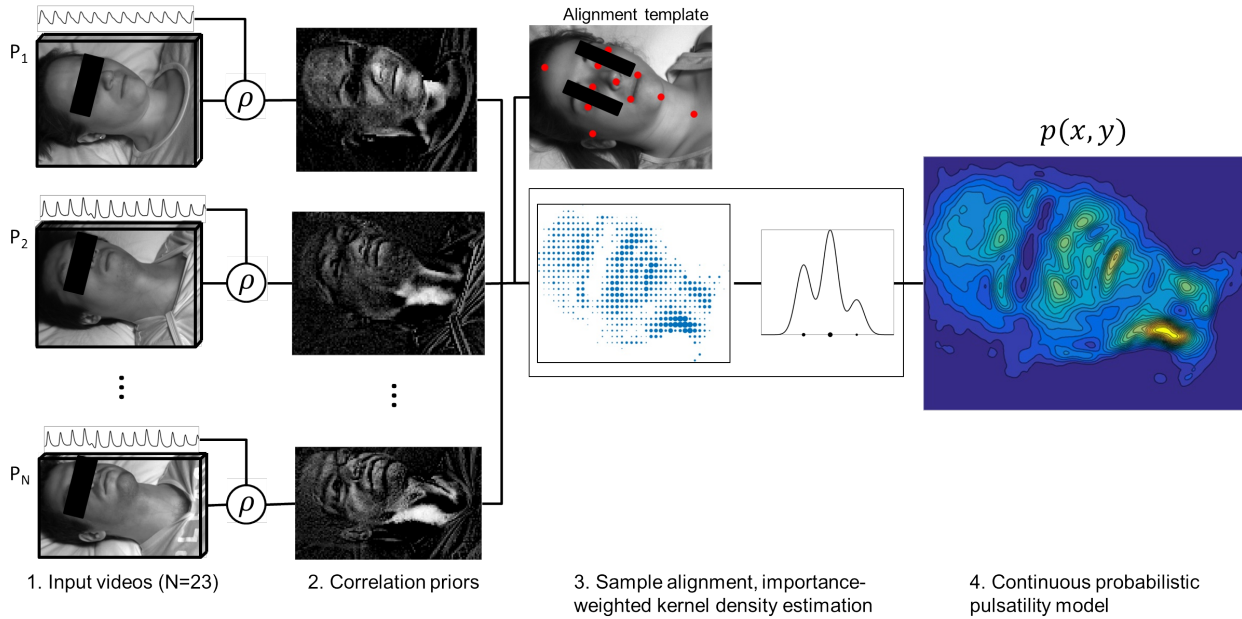 Alignment template
P1
ρ
p(x, y)
P2
ρ
PN
ρ
1. Input videos (N=23)
2. Correlation priors
3. Sample alignment, importance-
weighted kernel density estimation
4. Continuous probabilistic
pulsatility model